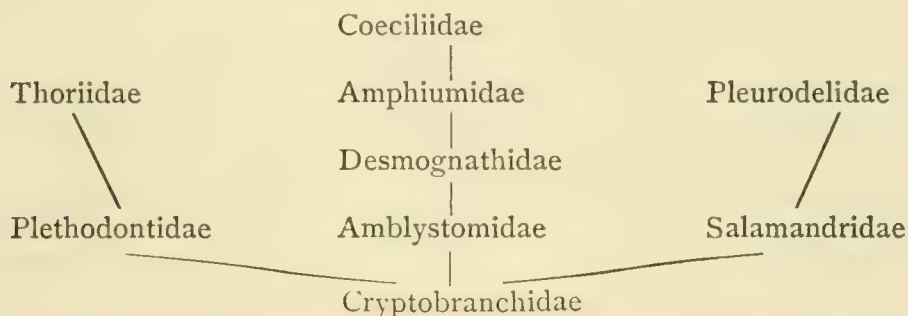 Coeciliidae
Thoriidae Amphiumidae Pleurodelidae
Desmognathidae
Plethodontidae Amblystomidae Salamandridae
Cryptobranchidae